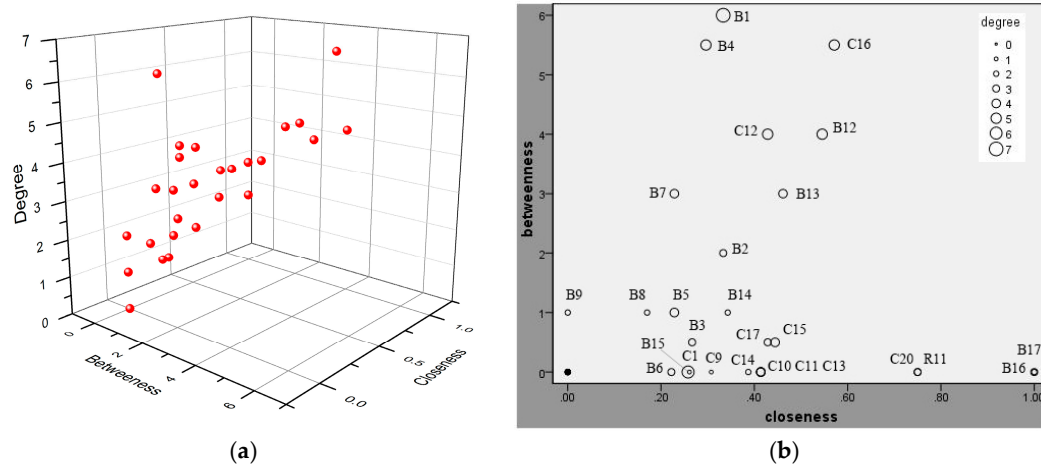 7
6
5
4
3
2
1
0
Degree
0
2
4
6
Betweeness
0.0
0.5
1.0
Closeness
(a)
6
5
4
3
2
1
0
betweenness
B1
B4
C16
C12
B12
B7
B13
B2
B9
B8
B5
B14
B3
C17
C15
B15
C1
C9
B6
C14
C10 C11 C13
C20 R11
B17
B16
degree
0
1
2
3
4
5
6
7
.00
.20
.40
.60
.80
1.00
closeness
(b)